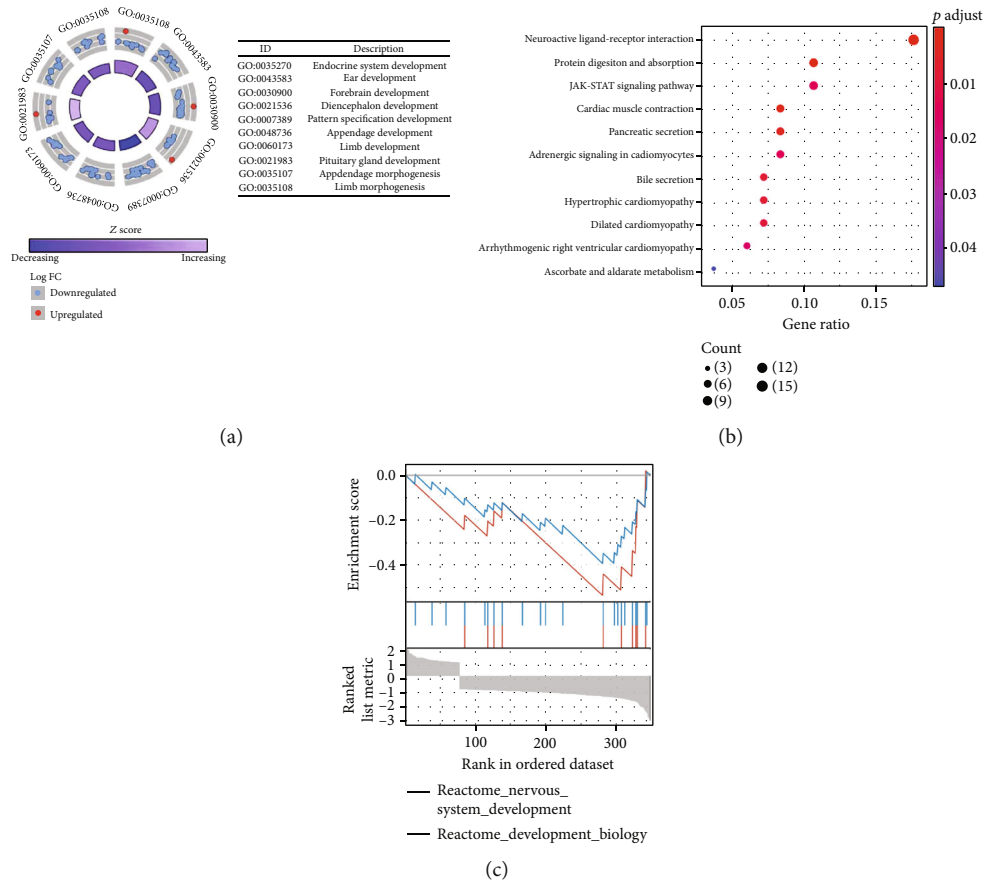 GO:0035108
GO:0035108
GO:0043583
GO:0030900
GO:0021536
GO:0007389
GO:0048736
GO:0060173
GO:0021983
GO:0035107
ID Description
GO:0035270 Endocrine system development
GO:0043583 Ear development
GO:0030900 Forebrain development
GO:0021536 Diencephalon development
GO:0007389 Pattern specification development
GO:0048736 Appendage development
GO:0060173 Limb development
GO:0021983 Pituitary gland development
GO:0035107 Appdendage morphogenesis
GO:0035108 Limb morphogenesis
Z score
Decreasing Increasing
Log FC
Downregulated
Upregulated
(a)
Neuroactive ligand-receptor interaction
Protein digesiton and absorption
JAK-STAT signaling pathway
Cardiac muscle contraction
Pancreatic secretion
Adrenergic signaling in cadiomyocytes
Bile secretion
Hypertrophic cardiomyopathy
Dilated cardiomyopathy
Arrhythmogenic right ventricular cardiomyopathy
Ascorbate and aldarate metabolism
0.05 0.10 0.15
Gene ratio
p adjust
0.01
0.02
0.03
0.04
Count
(3) (12)
(6) (15)
(9)
(b)
Enrichment score
0.0
−0.2
−0.4
Ranked
list metric
2
1
0
−1
−2
−3
100 200 300
Rank in ordered dataset
Reactome_nervous_
system_development
Reactome_development_biology
(c)